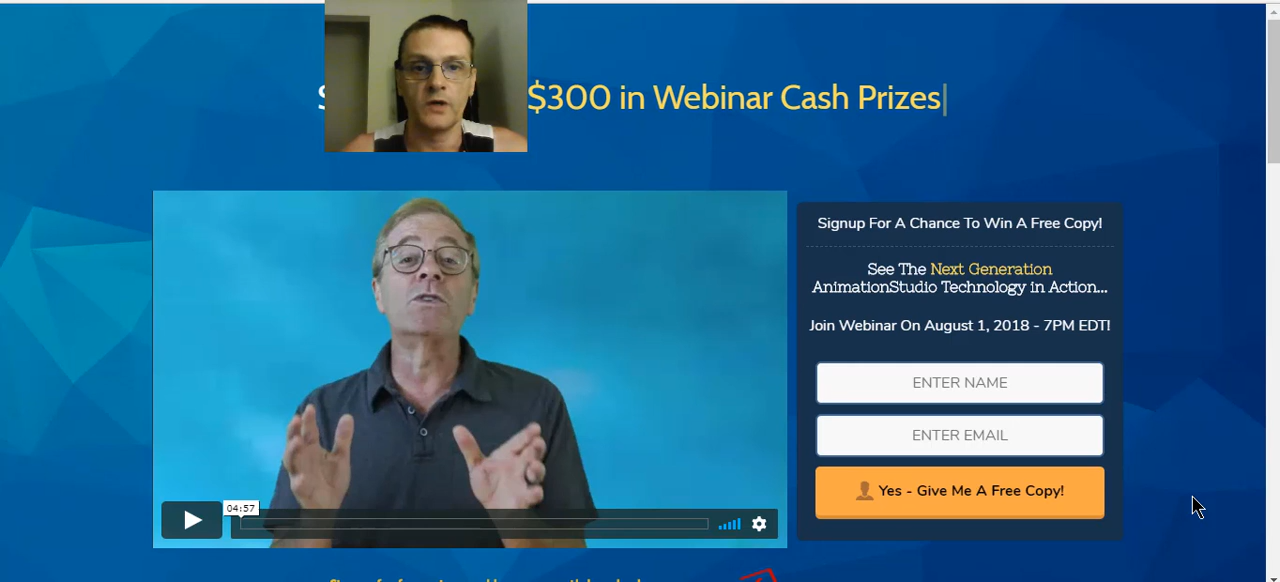 $300 in Webinar Cash Prizes
Signup For A Chance To Win A Free Copy!
See The Next Generation
AnimationStudio Technology in Action...
Join Webinar On August 1, 2018 - 7PM EDT!
ENTER NAME
ENTER EMAIL
Yes - Give Me A Free Copy!
04:57